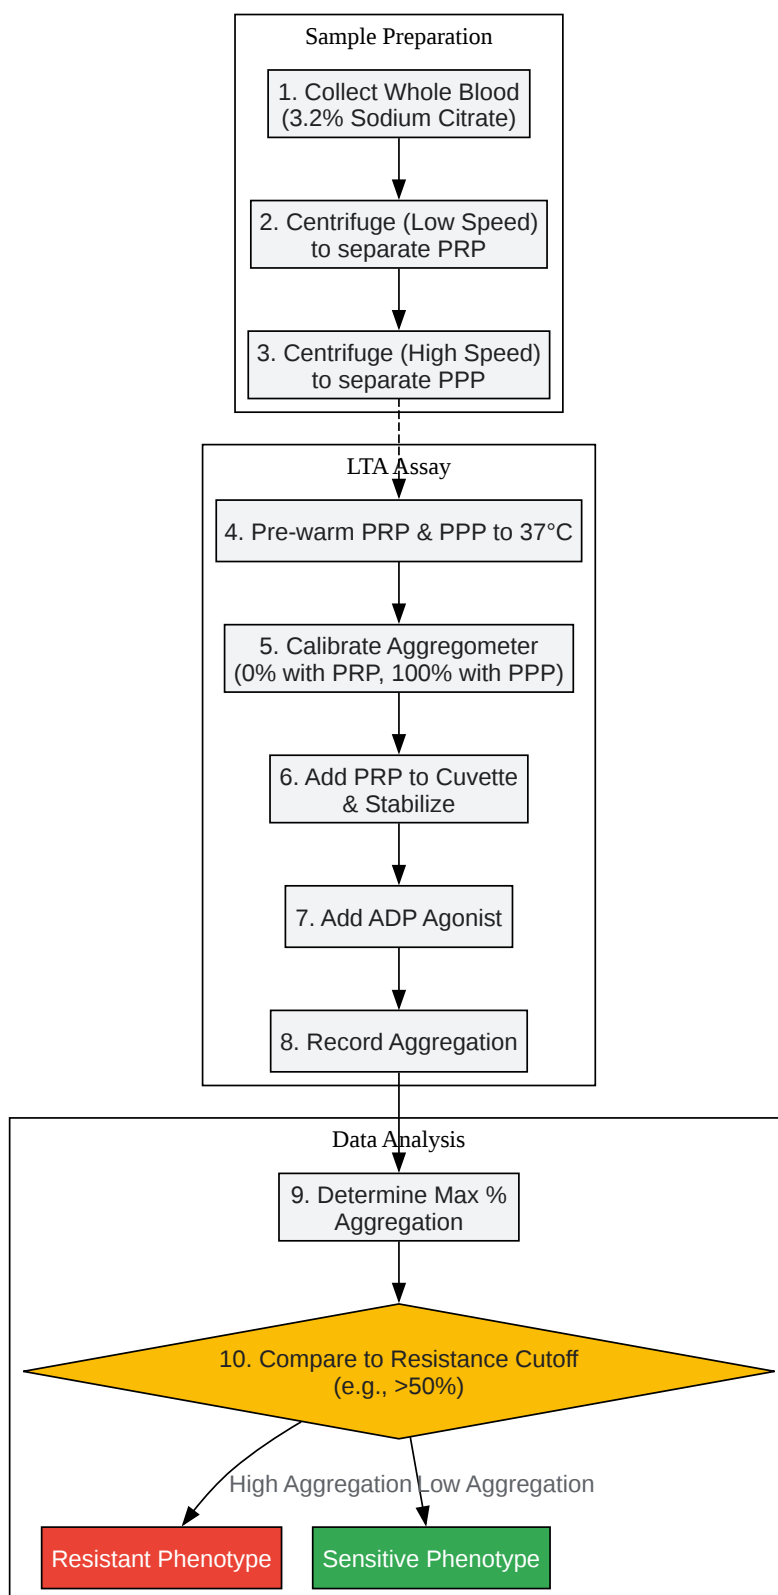 Sample Preparation
1. Collect Whole Blood
(3.2% Sodium Citrate)
2. Centrifuge (Low Speed)
to separate PRP
3. Centrifuge (High Speed)
to separate PPP
LTA Assay
4. Pre-warm PRP & PPP to 37°C
5. Calibrate Aggregometer
(0% with PRP, 100% with PPP)
6. Add PRP to Cuvette
& Stabilize
7. Add ADP Agonist
8. Record Aggregation
Data Analysis
9. Determine Max %
Aggregation
10. Compare to Resistance Cutoff
(e.g., >50%)
High Aggregation
Low Aggregation
Resistant Phenotype
Sensitive Phenotype